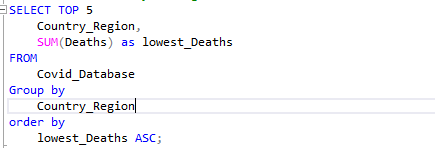 SELECT TOP 5
Country_Region,
SUM(Deaths) as lowest_Deaths
FROM
Covid_Database
Group by
Country_Region
order by
lowest_Deaths ASC;